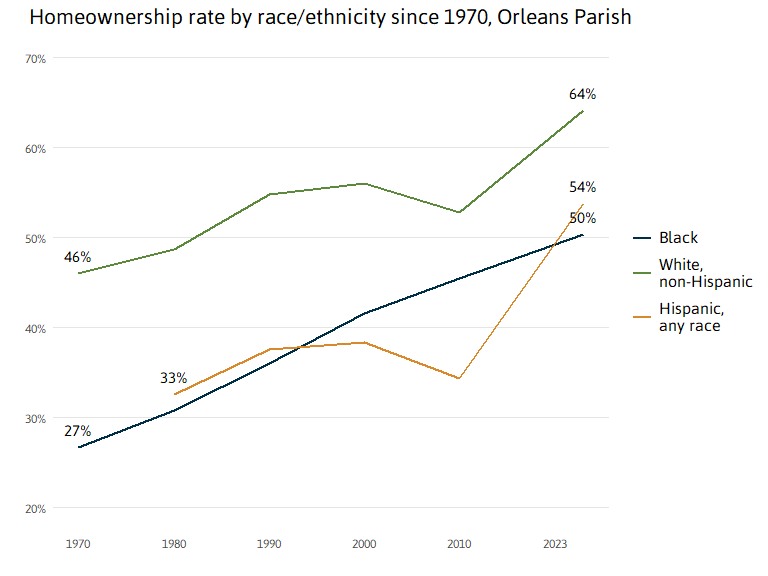 Homeownership rate by race/ethnicity since 1970, Orleans Parish
70%
64%
60%
54%
50%
50%
46%
Black
White,
non-Hispanic
Hispanic,
any race
40%
33%
30%
27%
20%
1970 1980 1990 2000 2010 2023